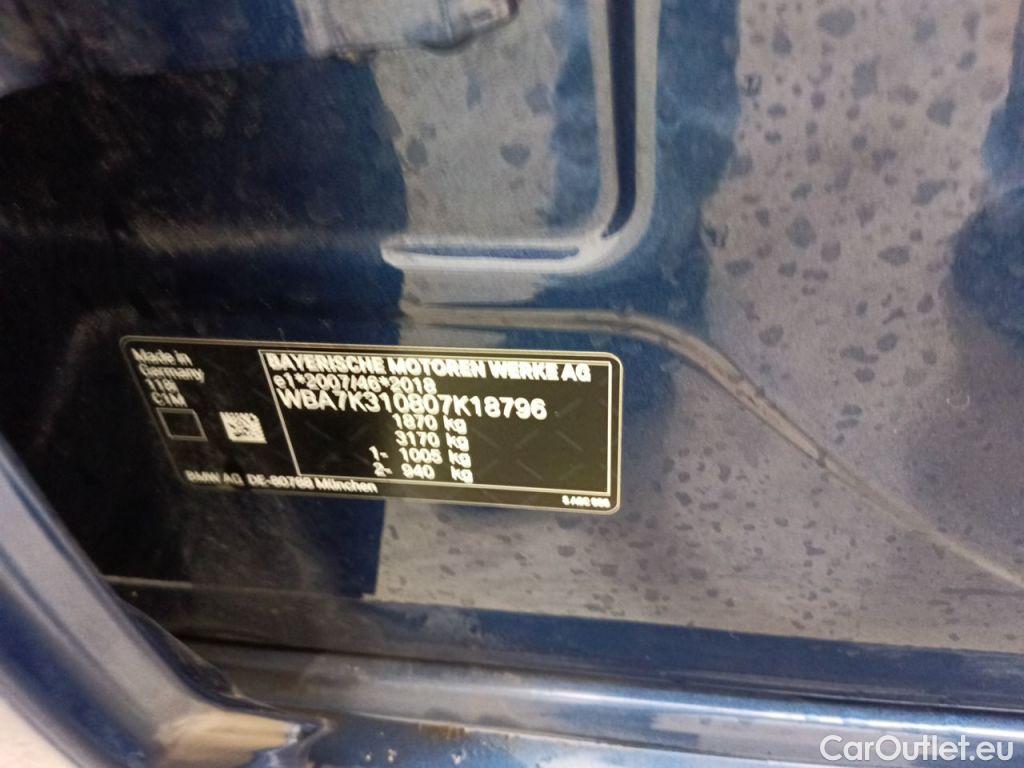 Made in
Germany
118
C1M
BAYERISCHE MOTOREN WERKE AG
e1*2007/46*2018
WBA7K310807K18796
1870 kg
3170 kg
1- 1005 kg
2- 940 kg
BMW AG DE-80788 München
CarOutlet.eu